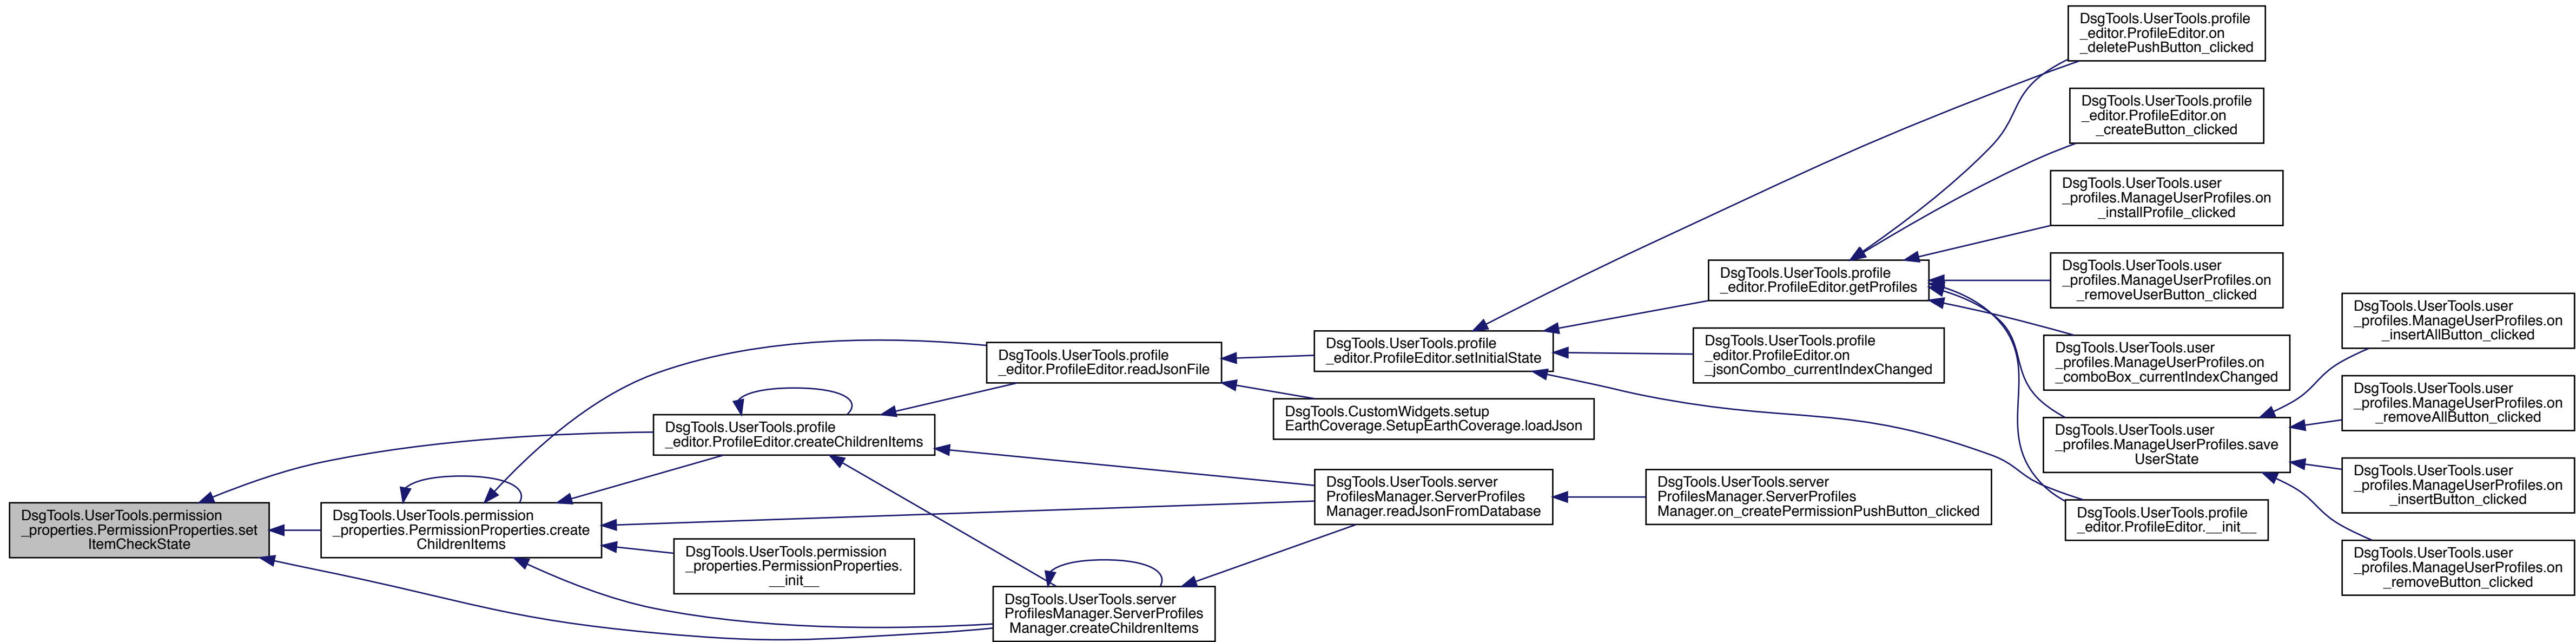 DsgTools.UserTools.permission
_properties.PermissionProperties.set
ItemCheckState
DsgTools.UserTools.permission
_properties.PermissionProperties.create
ChildrenItems
DsgTools.UserTools.profile
_editor.ProfileEditor.createChildrenItems
DsgTools.UserTools.permission
_properties.PermissionProperties.
__init__
DsgTools.UserTools.profile
_editor.ProfileEditor.readJsonFile
DsgTools.UserTools.server
ProfilesManager.ServerProfiles
Manager.createChildrenItems
DsgTools.UserTools.profile
_editor.ProfileEditor.setInitialState
DsgTools.CustomWidgets.setup
EarthCoverage.SetupEarthCoverage.loadJson
DsgTools.UserTools.server
ProfilesManager.ServerProfiles
Manager.readJsonFromDatabase
DsgTools.UserTools.profile
_editor.ProfileEditor.getProfiles
DsgTools.UserTools.profile
_editor.ProfileEditor.on
_jsonCombo_currentIndexChanged
DsgTools.UserTools.server
ProfilesManager.ServerProfiles
Manager.on_createPermissionPushButton_clicked
DsgTools.UserTools.profile
_editor.ProfileEditor.on
_deletePushButton_clicked
DsgTools.UserTools.profile
_editor.ProfileEditor.on
_createButton_clicked
DsgTools.UserTools.user
_profiles.ManageUserProfiles.on
_installProfile_clicked
DsgTools.UserTools.user
_profiles.ManageUserProfiles.on
_removeUserButton_clicked
DsgTools.UserTools.user
_profiles.ManageUserProfiles.on
_comboBox_currentIndexChanged
DsgTools.UserTools.user
_profiles.ManageUserProfiles.save
UserState
DsgTools.UserTools.profile
_editor.ProfileEditor.__init__
DsgTools.UserTools.user
_profiles.ManageUserProfiles.on
_insertAllButton_clicked
DsgTools.UserTools.user
_profiles.ManageUserProfiles.on
_removeAllButton_clicked
DsgTools.UserTools.user
_profiles.ManageUserProfiles.on
_insertButton_clicked
DsgTools.UserTools.user
_profiles.ManageUserProfiles.on
_removeButton_clicked